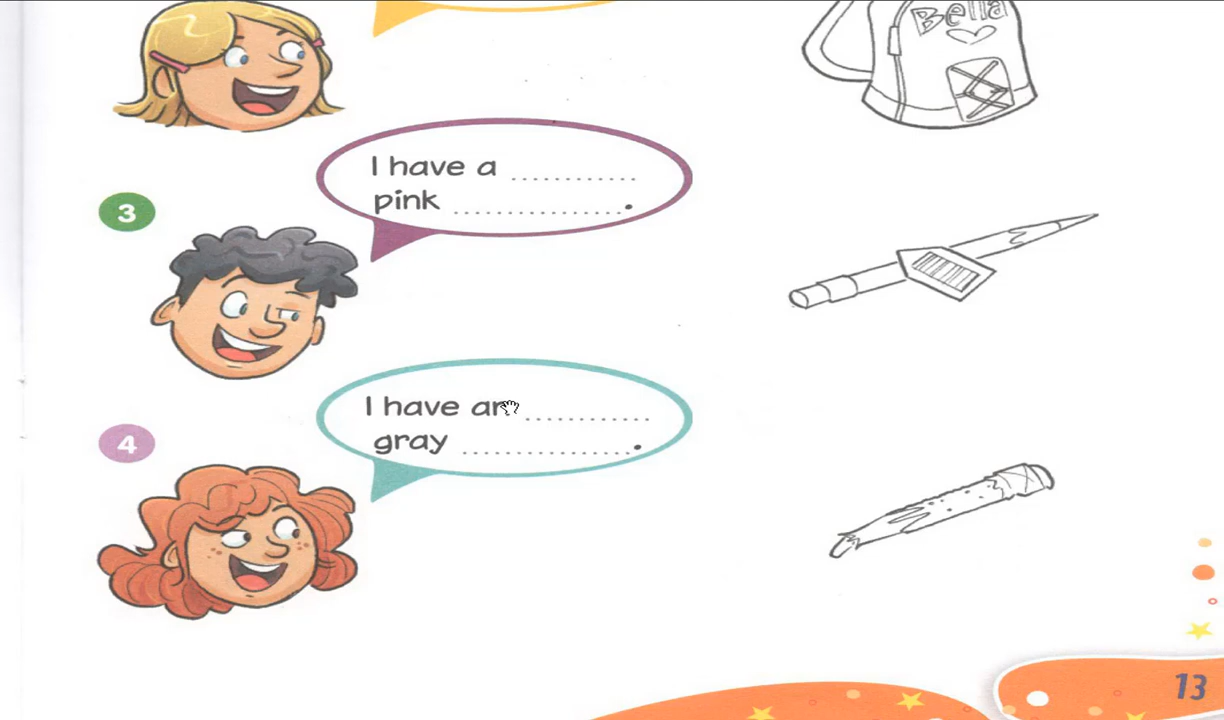 Bella
I have a ............
pink ................ .
3
I have an ............
gray ................ .
4
13